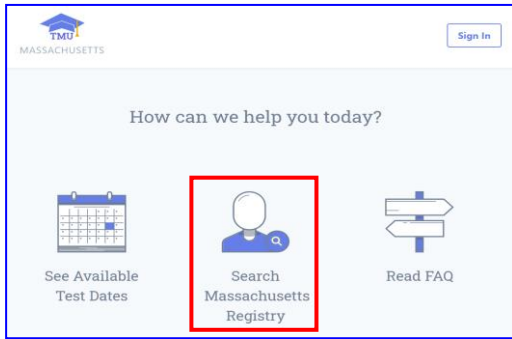 TMU
MASSACHUSETTS
Sign In
How can we help you today?
See Available
Test Dates
Search
Massachusetts
Registry
Read FAQ